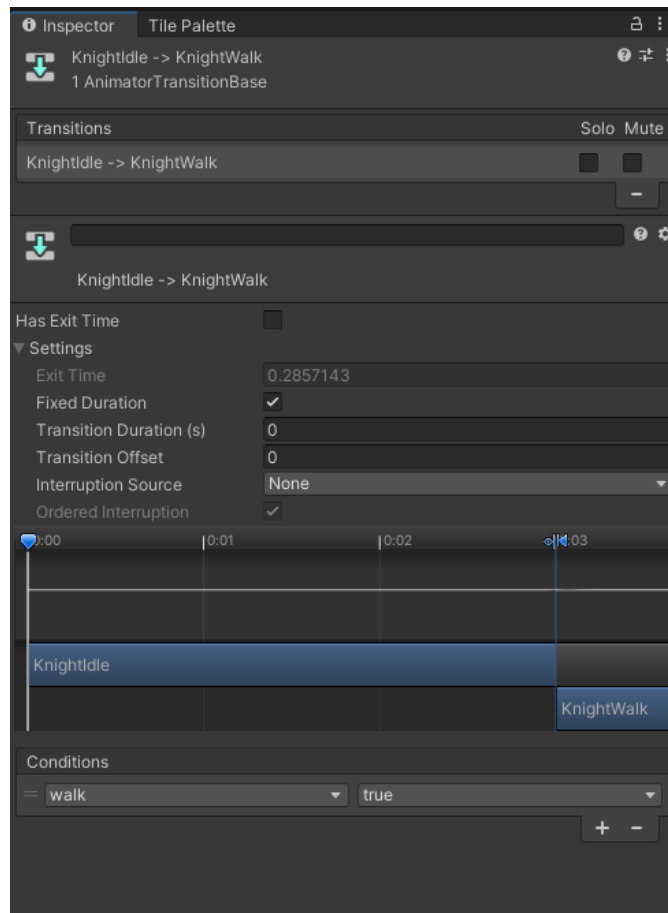 Inspector Tile Palette
KnightIdle -> KnightWalk
1 AnimatorTransitionBase
Transitions Solo Mute
KnightIdle -> KnightWalk
KnightIdle -> KnightWalk
Has Exit Time
Settings
Exit Time 0.2857143
Fixed Duration
Transition Duration (s) 0
Transition Offset 0
Interruption Source None
Ordered Interruption
0:00 0:01 0:02 0:03
KnightIdle
KnightWalk
Conditions
walk true